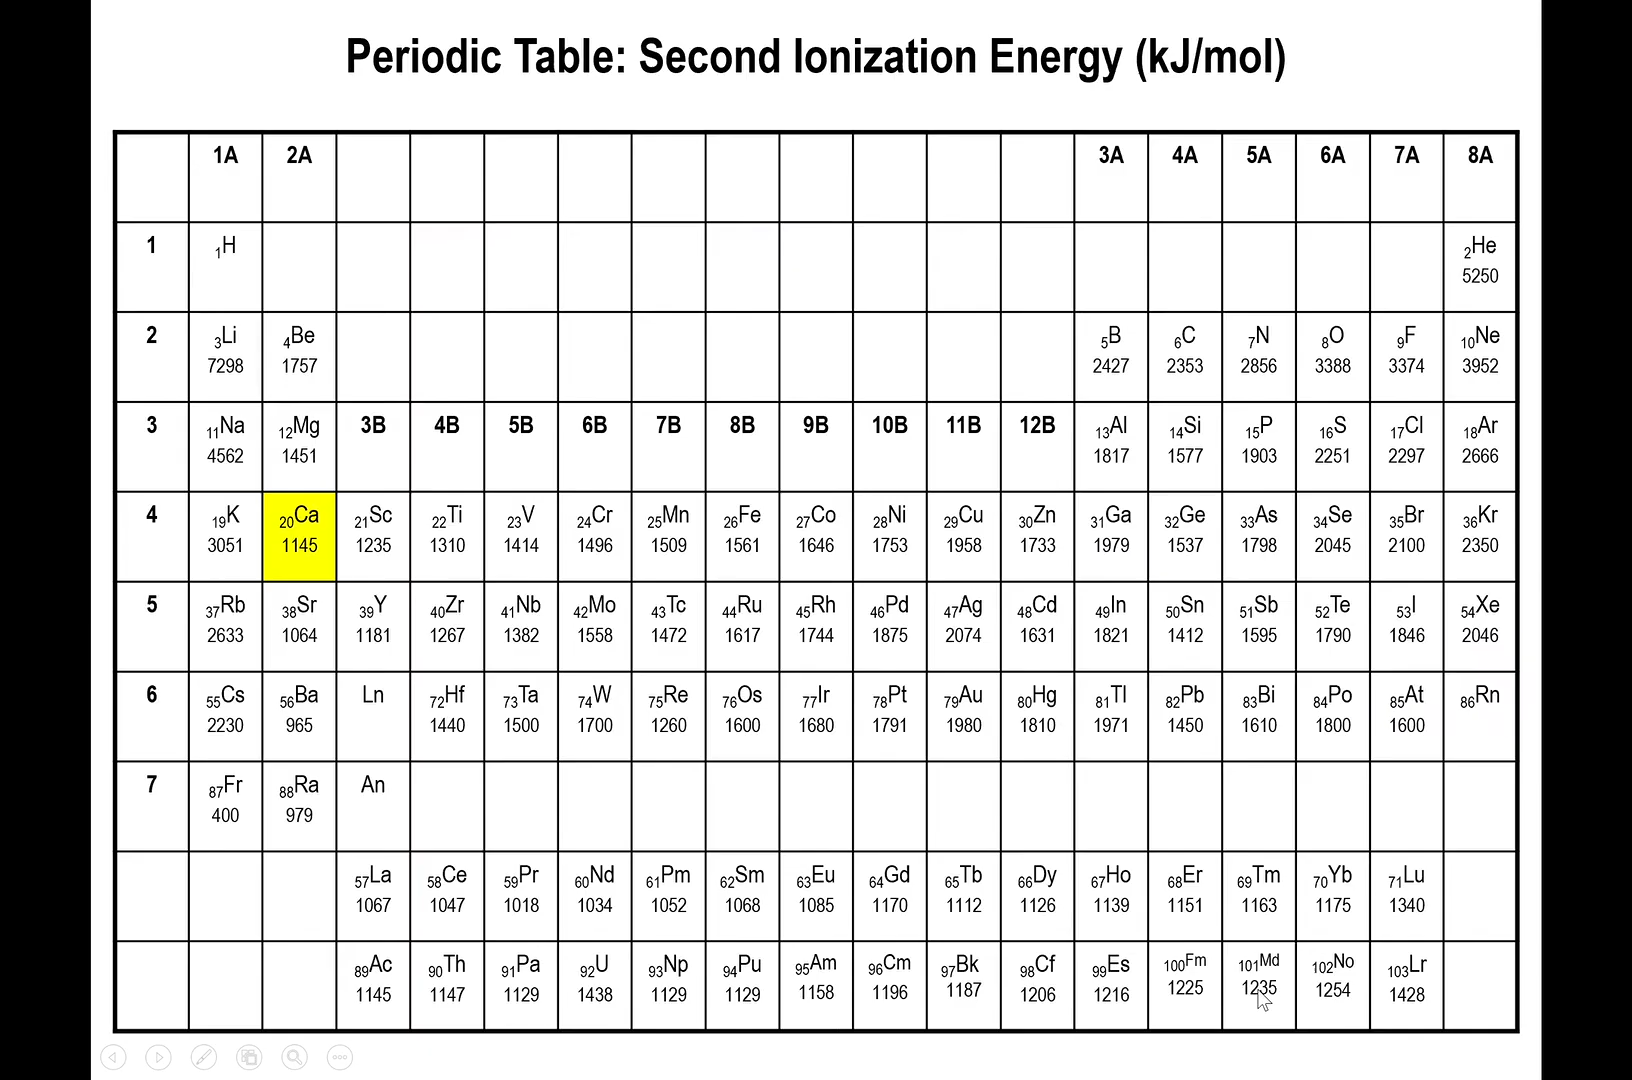 Periodic Table: Second Ionization Energy (kJ/mol)
1A 2A 3A 4A 5A 6A 7A 8A
1 1H 2He
5250
2 3Li 4Be 5B 6C 7N 8O 9F 10Ne
7298 1757 2427 2353 2856 3388 3374 3952
3 11Na 12Mg 3B 4B 5B 6B 7B 8B 9B 10B 11B 12B 13Al 14Si 15P 16S 17Cl 18Ar
4562 1451 1817 1577 1903 2251 2297 2666
4 19K 20Ca 21Sc 22Ti 23V 24Cr 25Mn 26Fe 27Co 28Ni 29Cu 30Zn 31Ga 32Ge 33As 34Se 35Br 36Kr
3051 1145 1235 1310 1414 1496 1509 1561 1646 1753 1958 1733 1979 1537 1798 2045 2100 2350
5 37Rb 38Sr 39Y 40Zr 41Nb 42Mo 43Tc 44Ru 45Rh 46Pd 47Ag 48Cd 49In 50Sn 51Sb 52Te 53I 54Xe
2633 1064 1181 1267 1382 1558 1472 1617 1744 1875 2074 1631 1821 1412 1595 1790 1846 2046
6 55Cs 56Ba Ln 72Hf 73Ta 74W 75Re 76Os 77Ir 78Pt 79Au 80Hg 81Tl 82Pb 83Bi 84Po 85At 86Rn
2230 965 1440 1500 1700 1260 1600 1680 1791 1980 1810 1971 1450 1610 1800 1600
7 87Fr 88Ra An
400 979
57La 58Ce 59Pr 60Nd 61Pm 62Sm 63Eu 64Gd 65Tb 66Dy 67Ho 68Er 69Tm 70Yb 71Lu
1067 1047 1018 1034 1052 1068 1085 1170 1112 1126 1139 1151 1163 1175 1340
89Ac 90Th 91Pa 92U 93Np 94Pu 95Am 96Cm 97Bk 98Cf 99Es 100Fm 101Md 102No 103Lr
1145 1147 1129 1438 1129 1129 1158 1196 1187 1206 1216 1225 1235 1254 1428